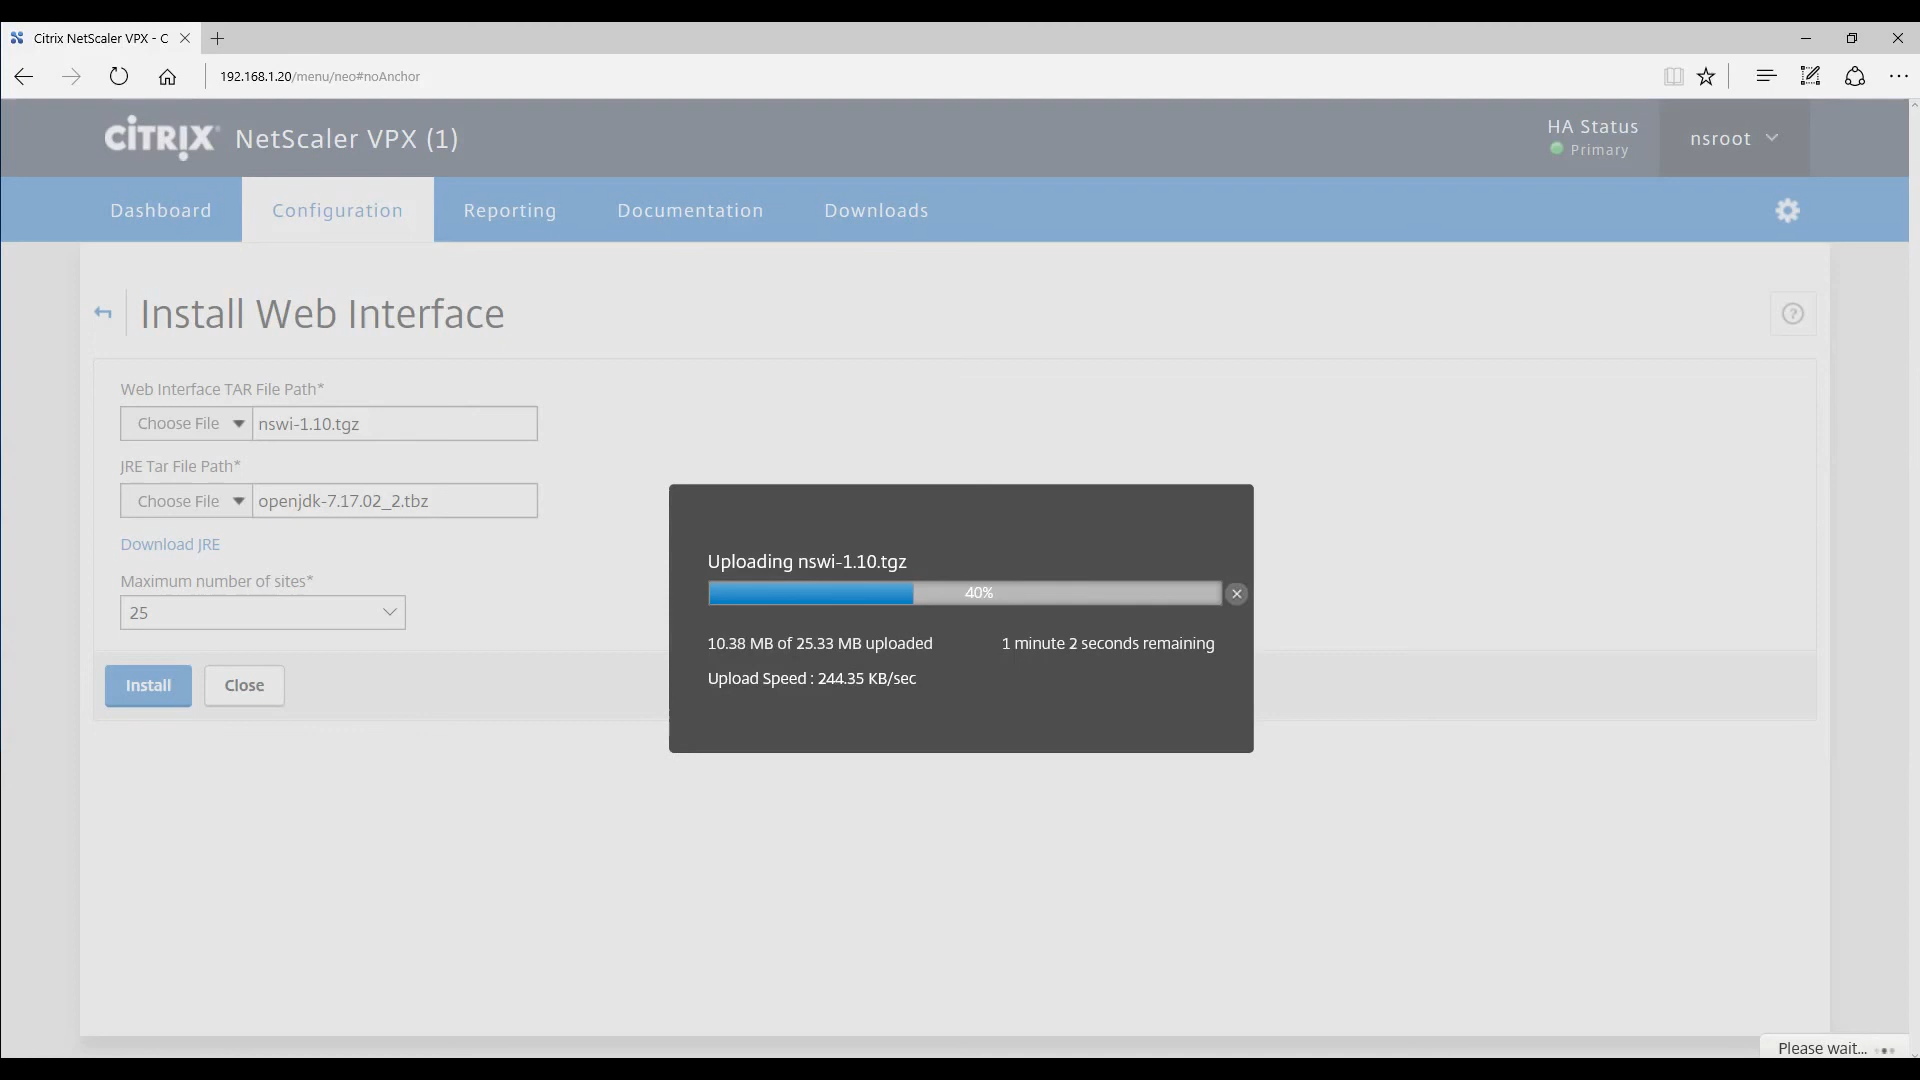 Citrix NetScaler VPX - C
192.168.1.20/menu/neo#noAnchor
CITRIX NetScaler VPX (1)
HA Status
Primary
nsroot
Dashboard Configuration Reporting Documentation Downloads
Install Web Interface
?
Web Interface TAR File Path*
Choose File nswi-1.10.tgz
JRE Tar File Path*
Choose File openjdk-7.17.02_2.tbz
Download JRE
Maximum number of sites*
25
Install Close
Uploading nswi-1.10.tgz
40%
10.38 MB of 25.33 MB uploaded 1 minute 2 seconds remaining
Upload Speed : 244.35 KB/sec
Please wait...